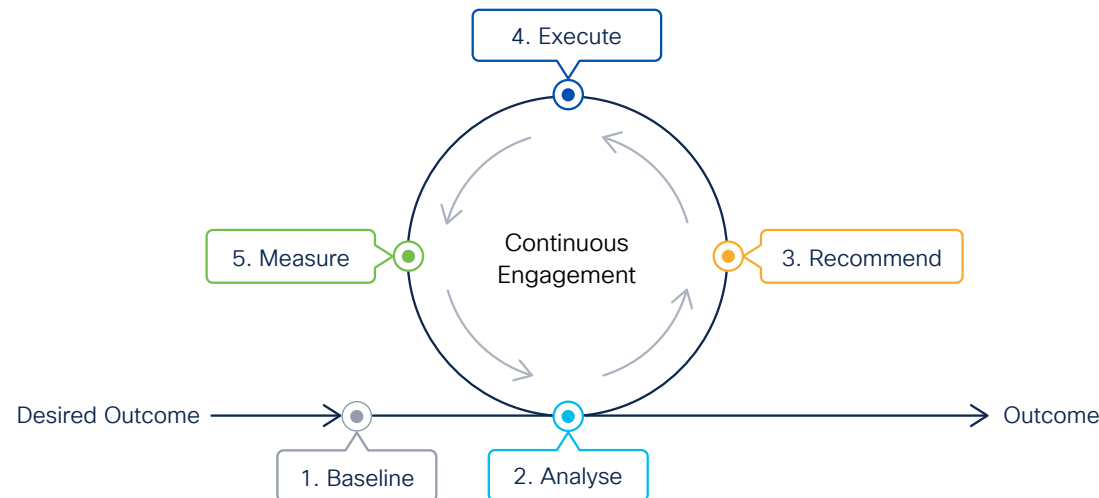 4. Execute
5. Measure
Continuous
Engagement
3. Recommend
Desired Outcome
Outcome
1. Baseline
2. Analyse